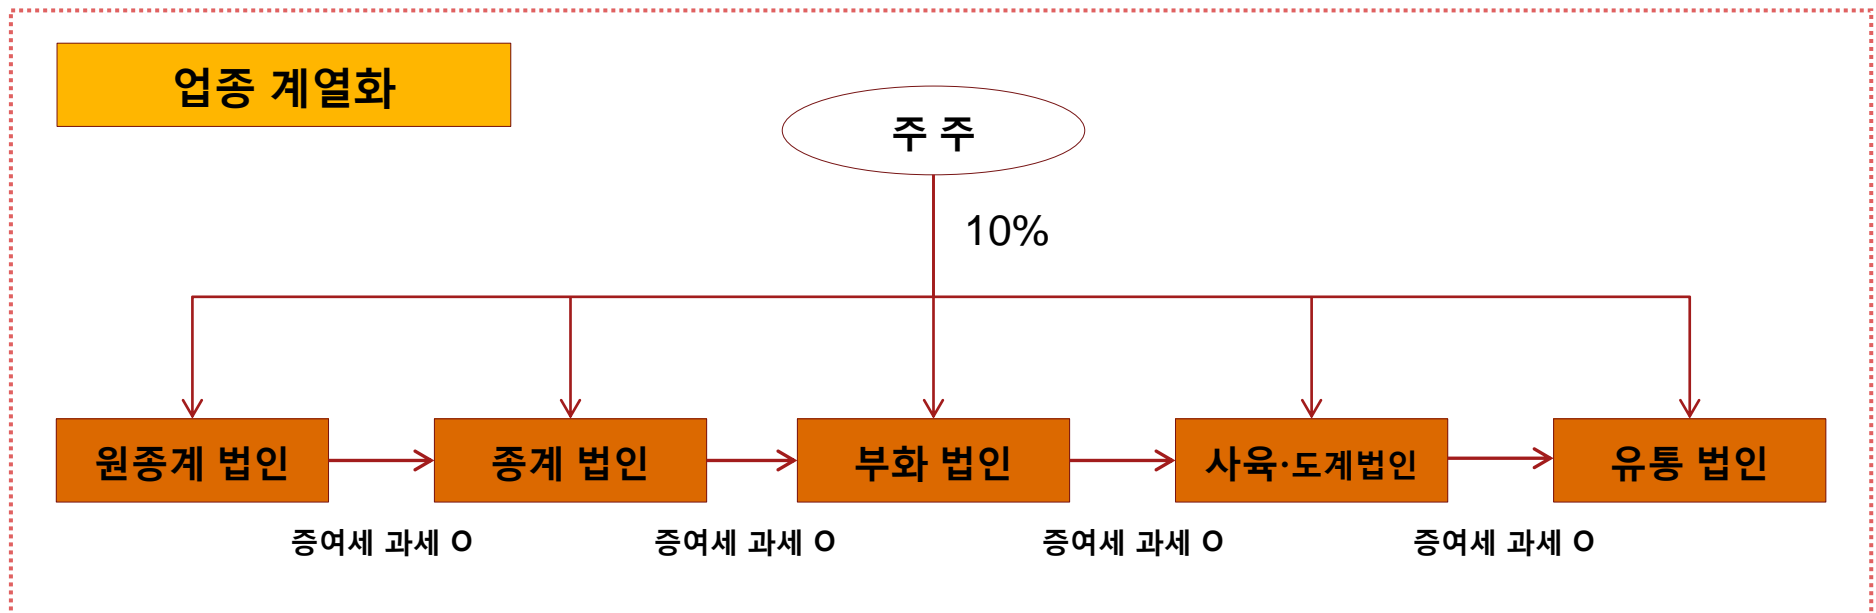 업종 계열화
주 주
10%
원종계 법인
종계 법인
부화 법인
사육·도계법인
유통 법인
증여세 과세 O
증여세 과세 O
증여세 과세 O
증여세 과세 O